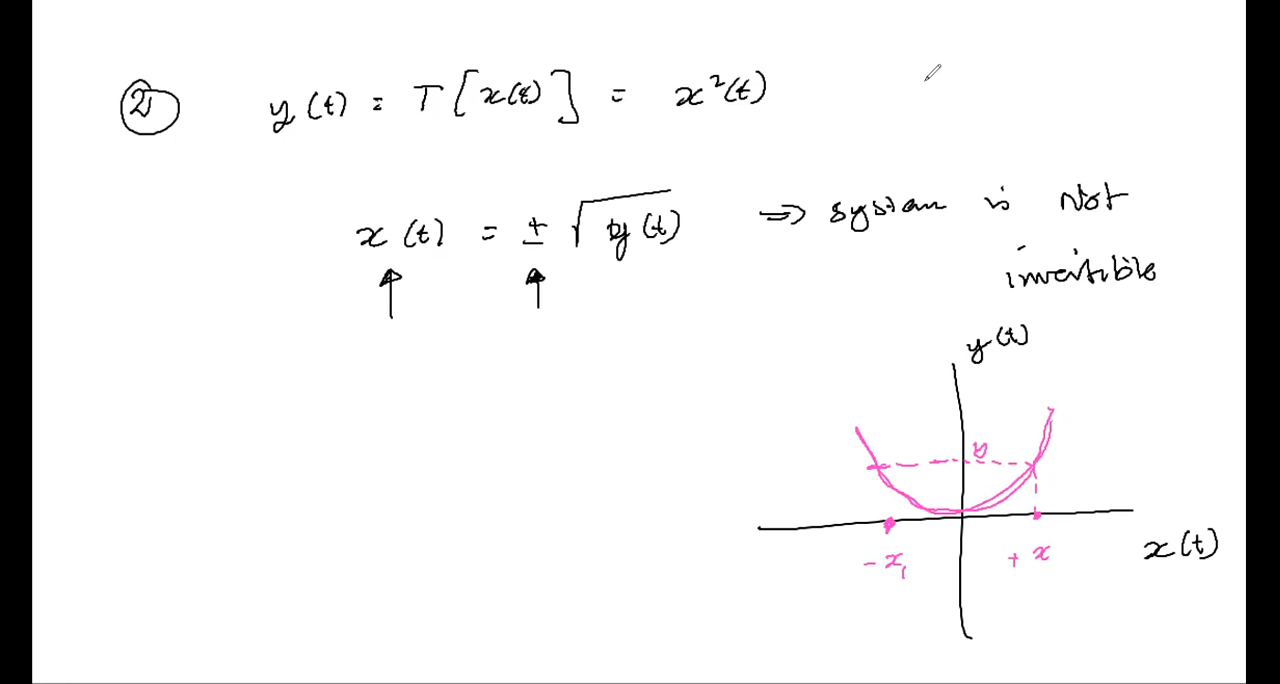 2) y(t) = T[x(t)] = x²(t)
x(t) = ± √y(t) ⇒ system is Not
invertible
y(t)
y
x(t)
-x₁ + x